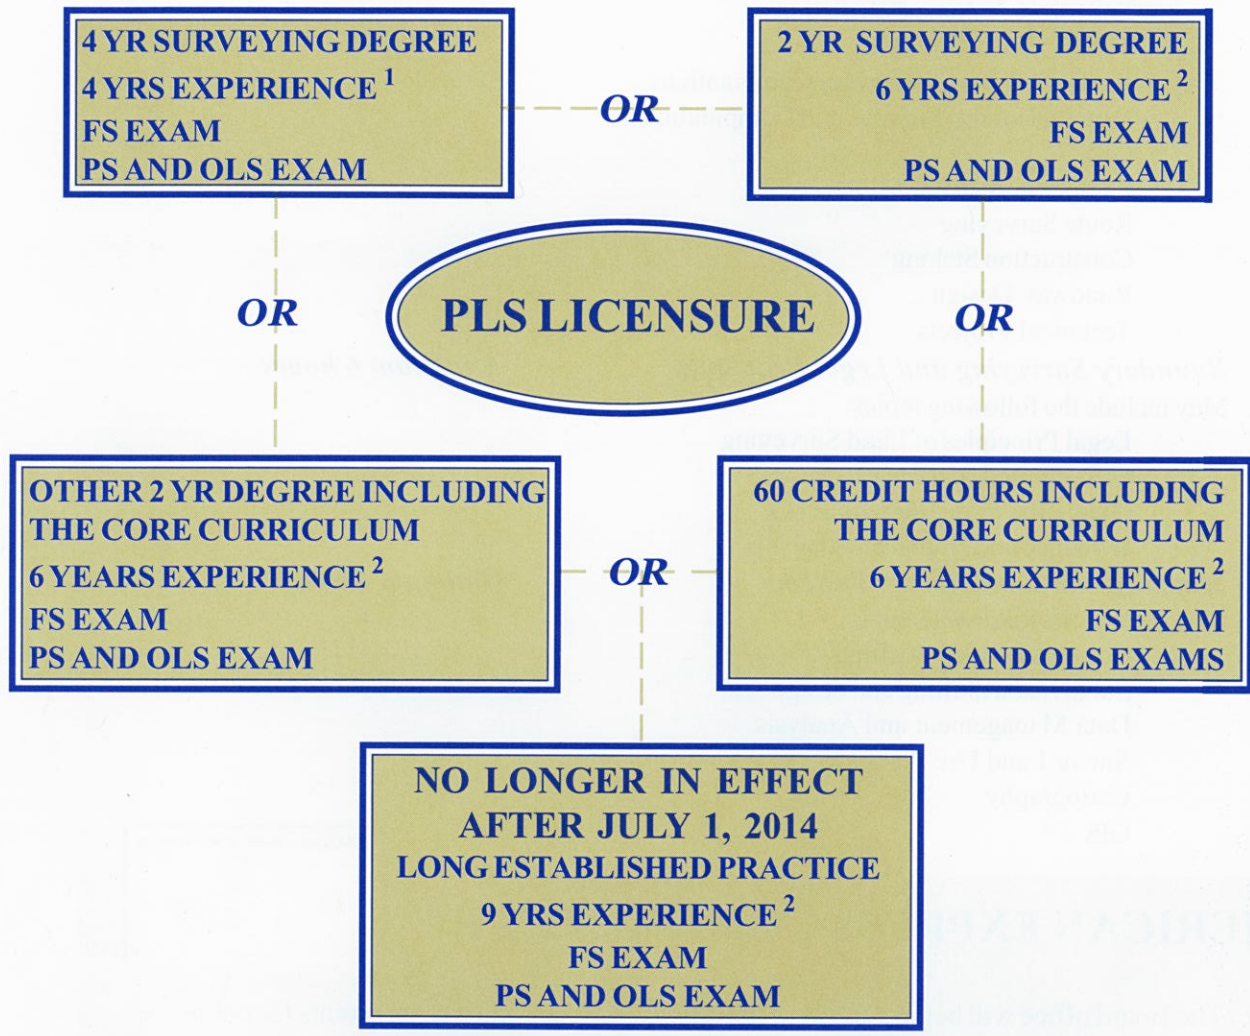 4 YR SURVEYING DEGREE
4 YRS EXPERIENCE 1
FS EXAM
PS AND OLS EXAM
OR
2 YR SURVEYING DEGREE
6 YRS EXPERIENCE 2
FS EXAM
PS AND OLS EXAM
OR
PLS LICENSURE
OR
OTHER 2 YR DEGREE INCLUDING
THE CORE CURRICULUM
6 YEARS EXPERIENCE 2
FS EXAM
PS AND OLS EXAM
OR
60 CREDIT HOURS INCLUDING
THE CORE CURRICULUM
6 YEARS EXPERIENCE 2
FS EXAM
PS AND OLS EXAMS
NO LONGER IN EFFECT
AFTER JULY 1, 2014
LONG ESTABLISHED PRACTICE
9 YRS EXPERIENCE 2
FS EXAM
PS AND OLS EXAM